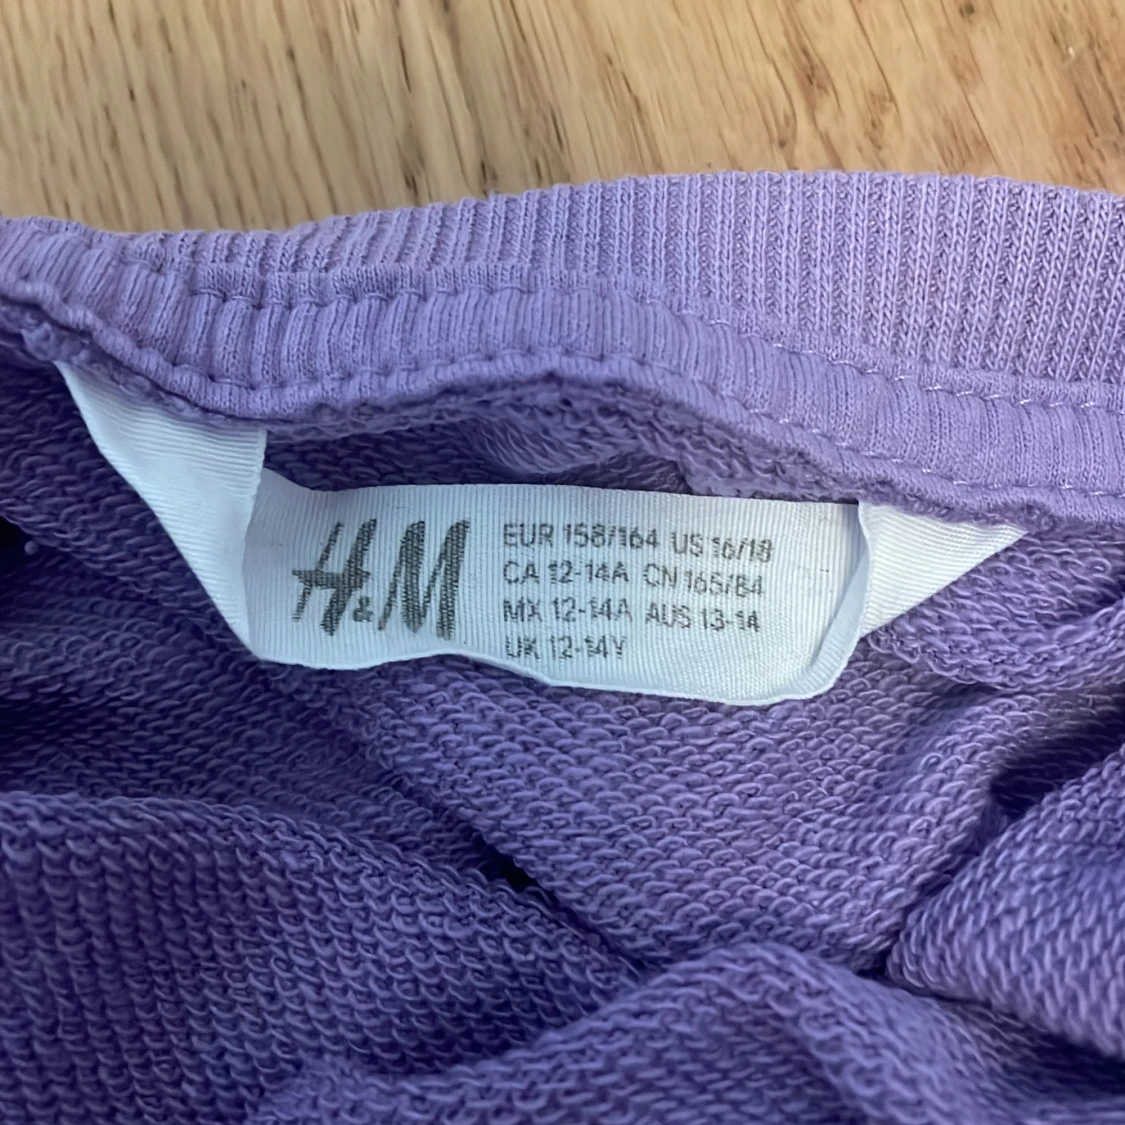 H&M
EUR 158/164 US 16/18
CA 12-14A CN 165/84
MX 12-14A AUS 13-14
UK 12-14Y